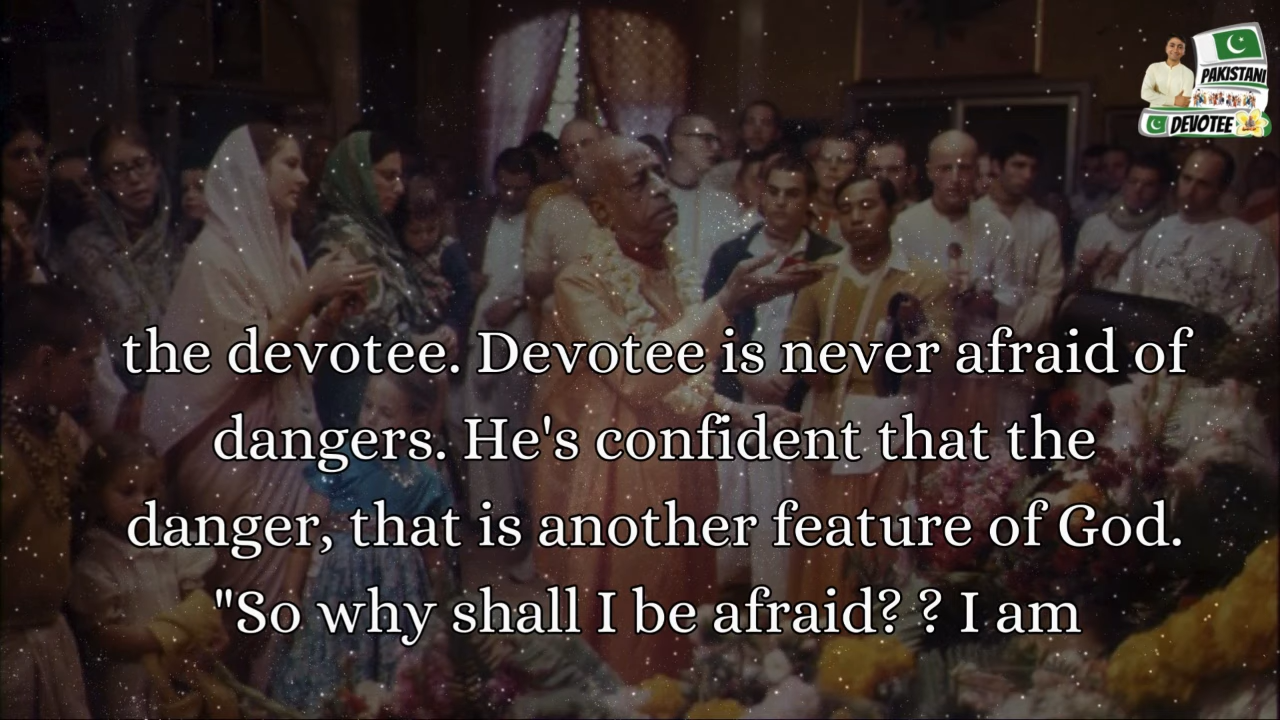 PAKISTANI
DEVOTEE
the devotee. Devotee is never afraid of
dangers. He's confident that the
danger, that is another feature of God.
"So why shall I be afraid? ? I am